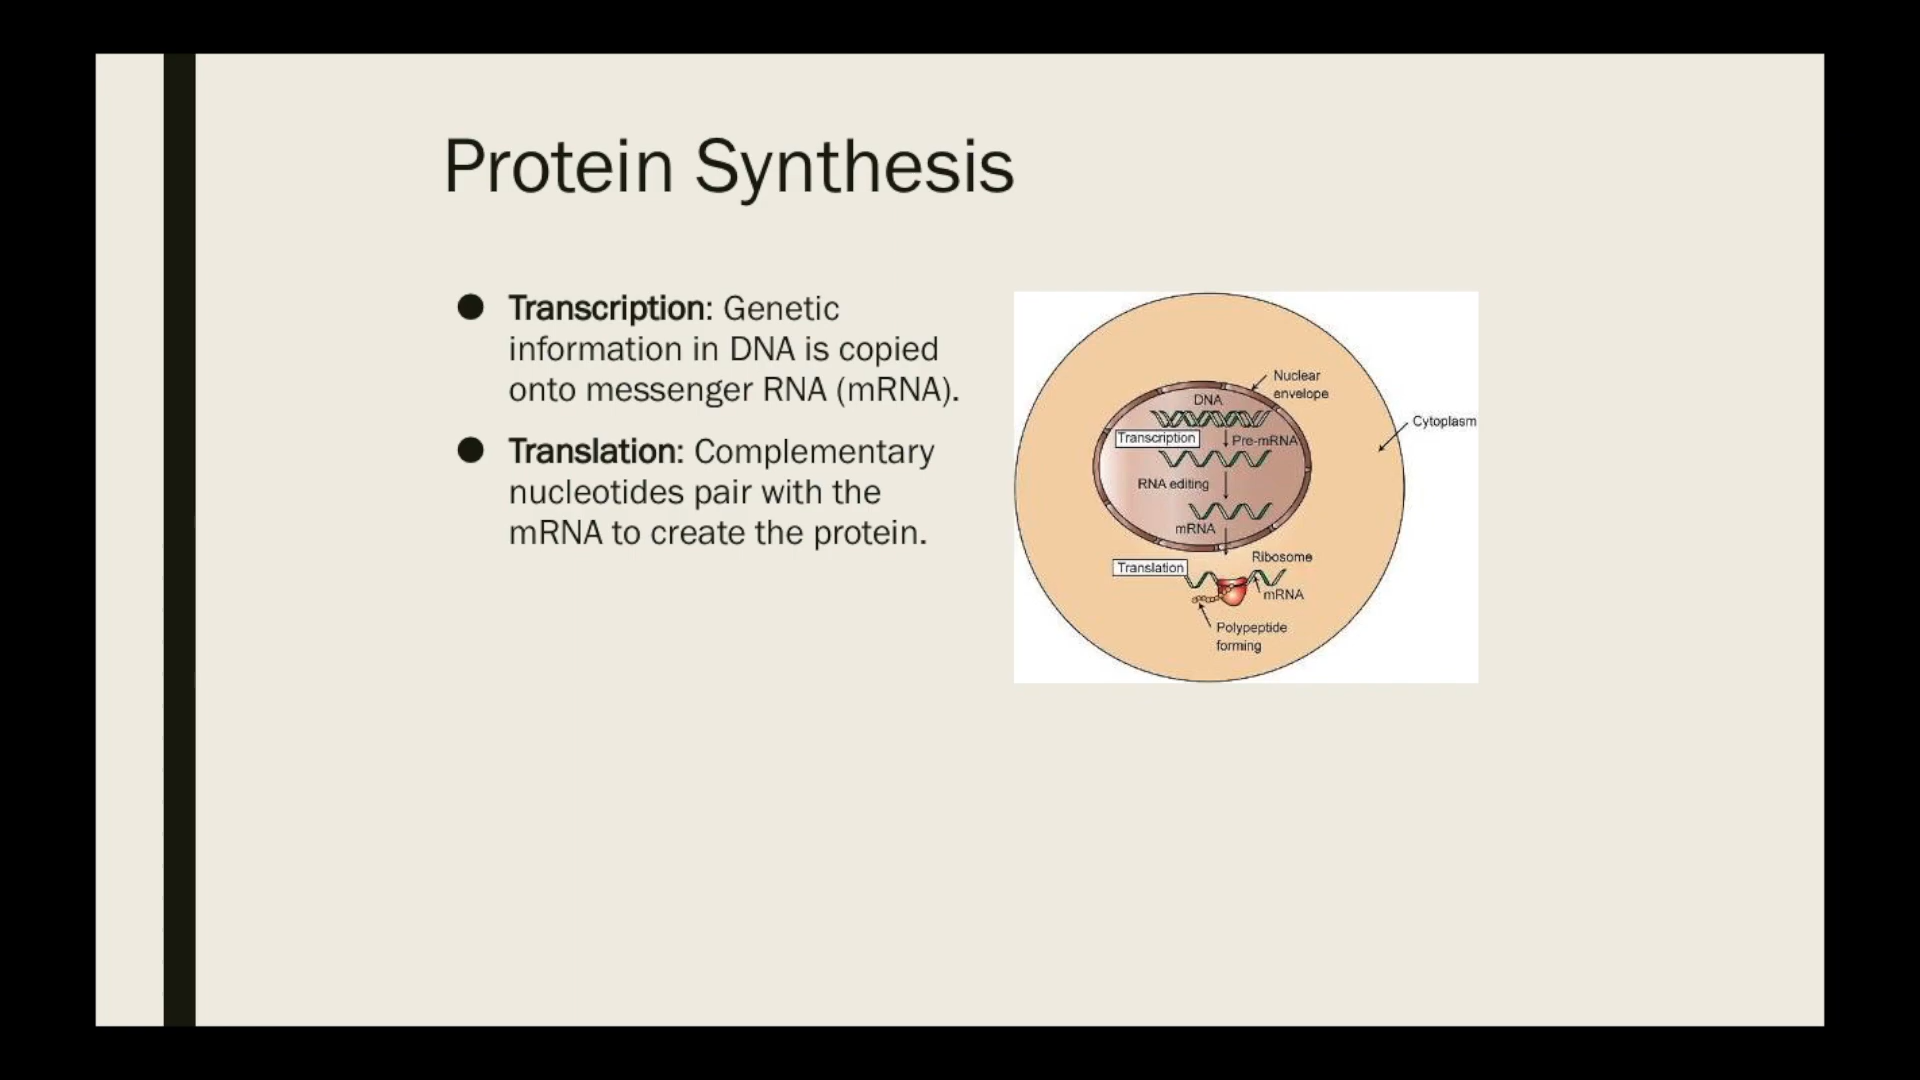 Protein Synthesis
● Transcription: Genetic
information in DNA is copied
onto messenger RNA (mRNA).
● Translation: Complementary
nucleotides pair with the
mRNA to create the protein.
Nuclear
envelope
Cytoplasm
DNA
Transcription
Pre-mRNA
RNA editing
mRNA
Ribosome
Translation
mRNA
Polypeptide
forming